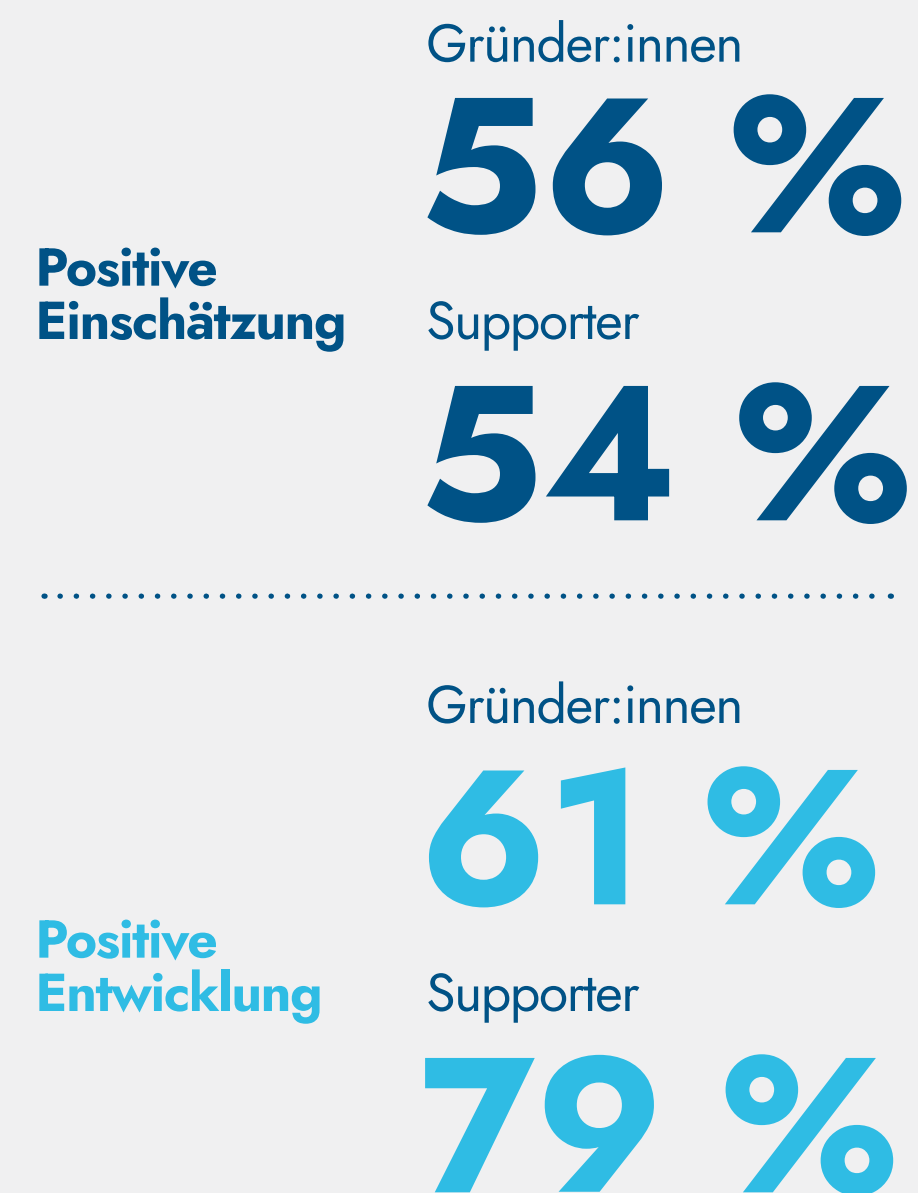 Gründer:innen
56 %
Positive
Einschätzung
Supporter
54 %
Gründer:innen
61 %
Positive
Entwicklung
Supporter
79 %